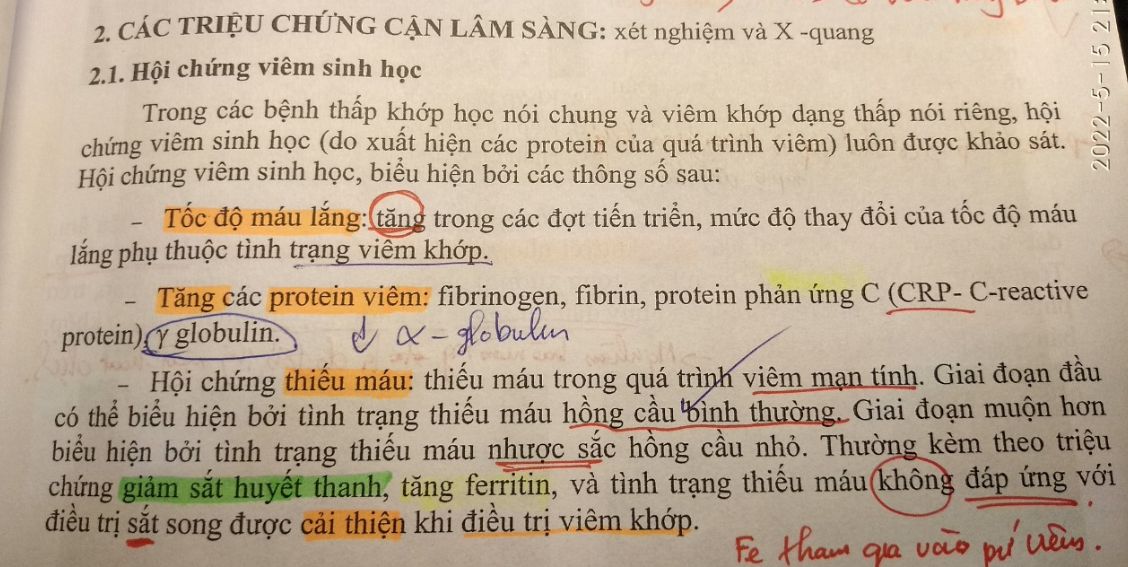 2. CÁC TRIỆU CHỨNG CẬN LÂM SÀNG: xét nghiệm và X -quang
2.1. Hội chứng viêm sinh học
Trong các bệnh thấp khớp học nói chung và viêm khớp dạng thấp nói riêng, hội
chứng viêm sinh học (do xuất hiện các protein của quá trình viêm) luôn được khảo sát.
Hội chứng viêm sinh học, biểu hiện bởi các thông số sau:
- Tốc độ máu lắng: tăng trong các đợt tiến triển, mức độ thay đổi của tốc độ máu
lắng phụ thuộc tình trạng viêm khớp.
- Tăng các protein viêm: fibrinogen, fibrin, protein phản ứng C (CRP- C-reactive
protein), γ globulin. α - globulin
- Hội chứng thiếu máu: thiếu máu trong quá trình viêm mạn tính. Giai đoạn đầu
có thể biểu hiện bởi tình trạng thiếu máu hồng cầu bình thường. Giai đoạn muộn hơn
biểu hiện bởi tình trạng thiếu máu nhược sắc hồng cầu nhỏ. Thường kèm theo triệu
chứng giảm sắt huyết thanh, tăng ferritin, và tình trạng thiếu máu không đáp ứng với
điều trị sắt song được cải thiện khi điều trị viêm khớp.
Fe tham gia vào pứ viêm.
2022-5-15 21: